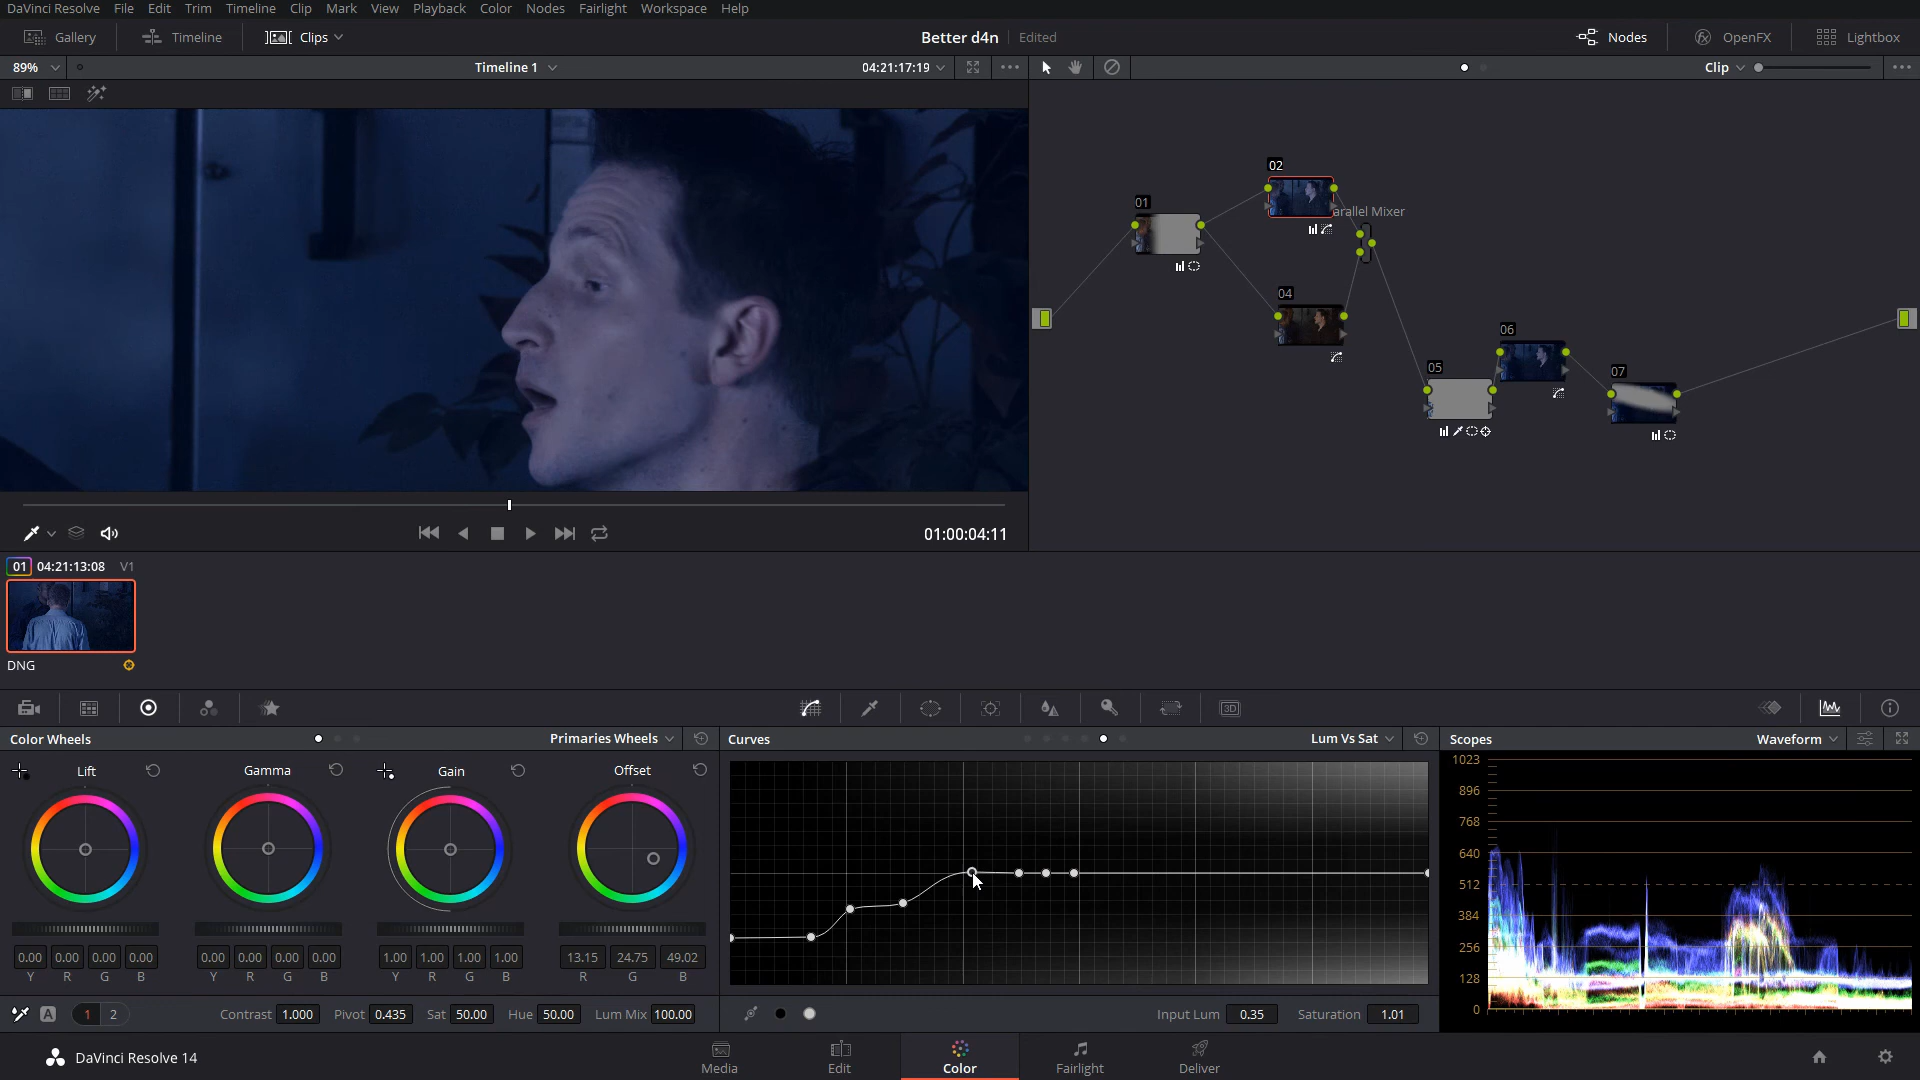 DaVinci Resolve File Edit Trim Timeline Clip Mark View Playback Color Nodes Fairlight Workspace Help
Gallery Timeline Clips Better d4n Edited Nodes OpenFX Lightbox
89% Timeline 1 04:21:17:19 Clip
02
01
arallel Mixer
04
06
05
07
01:00:04:11
01 04:21:13:08 V1
DNG
3D
Color Wheels Primaries Wheels Curves Lum Vs Sat Scopes Waveform
Lift Gamma Gain Offset
1023
896
768
640
512
384
256
128
0
0.00 0.00 0.00 0.00 0.00 0.00 0.00 0.00 1.00 1.00 1.00 1.00 13.15 24.75 49.02
Y R G B Y R G B Y R G B R G B
A 1 2 Contrast 1.000 Pivot 0.435 Sat 50.00 Hue 50.00 Lum Mix 100.00 Input Lum 0.35 Saturation 1.01
DaVinci Resolve 14 Media Edit Color Fairlight Deliver